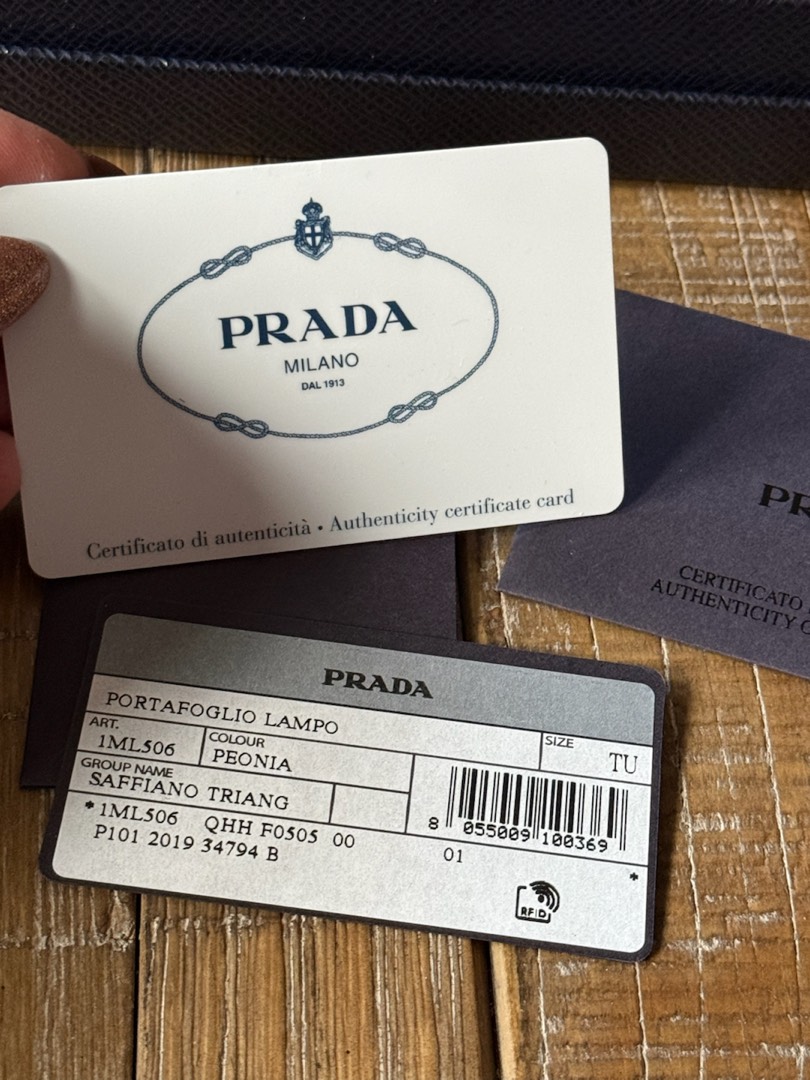 PRADA
MILANO
DAL 1913
Certificato di autenticità • Authenticity certificate card
PR
CERTIFICATO
AUTHENTICITY C
PRADA
PORTAFOGLIO LAMPO
SIZE
TU
ART.
1ML506
COLOUR
PEONIA
GROUP NAME
SAFFIANO TRIANG
*1ML506 QHH F0505 00
P101 2019 34794 B
8 055009 100369
01
*
RFID